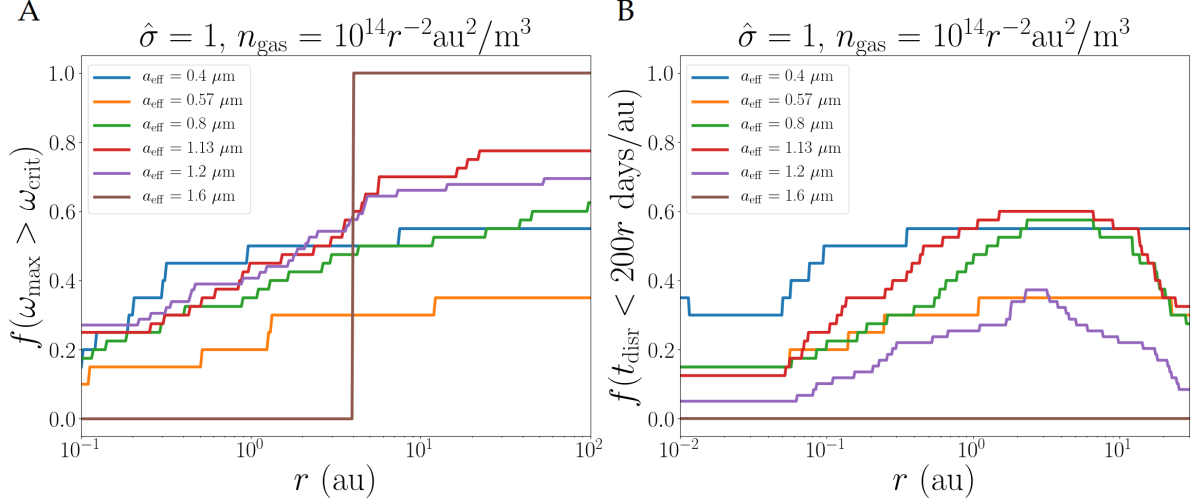 A
σ̂ = 1, n_gas = 10^14 r^-2 au^2/m^3
f(ω_max > ω_crit)
1.0
0.8
0.6
0.4
0.2
0.0
a_eff = 0.4 μm
a_eff = 0.57 μm
a_eff = 0.8 μm
a_eff = 1.13 μm
a_eff = 1.2 μm
a_eff = 1.6 μm
10^-1
10^0
10^1
10^2
r (au)
B
σ̂ = 1, n_gas = 10^14 r^-2 au^2/m^3
f(t_disr < 200r days/au)
1.0
0.8
0.6
0.4
0.2
0.0
a_eff = 0.4 μm
a_eff = 0.57 μm
a_eff = 0.8 μm
a_eff = 1.13 μm
a_eff = 1.2 μm
a_eff = 1.6 μm
10^-2
10^-1
10^0
10^1
r (au)